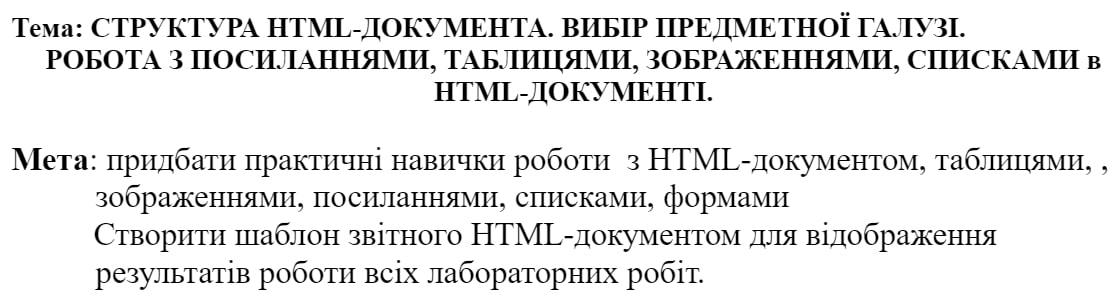 Тема: СТРУКТУРА HTML-ДОКУМЕНТА. ВИБІР ПРЕДМЕТНОЇ ГАЛУЗІ.
РОБОТА З ПОСИЛАННЯМИ, ТАБЛИЦЯМИ, ЗОБРАЖЕННЯМИ, СПИСКАМИ в
HTML-ДОКУМЕНТІ.
Мета: придбати практичні навички роботи з HTML-документом, таблицями, ,
зображеннями, посиланнями, списками, формами
Створити шаблон звітного HTML-документом для відображення
результатів роботи всіх лабораторних робіт.